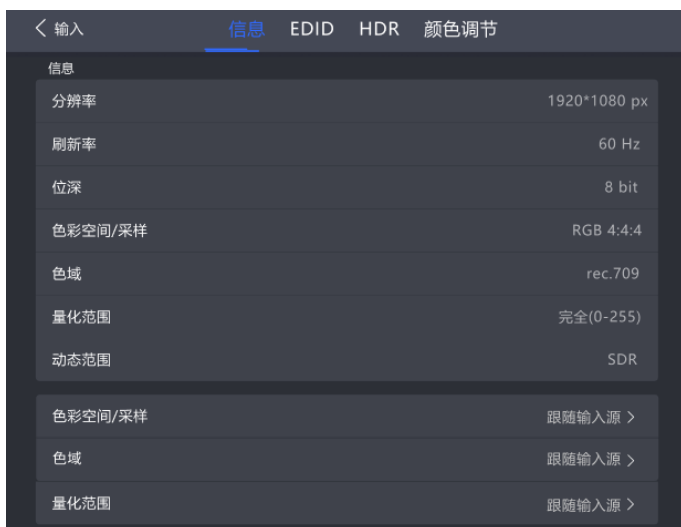 输入 信息 EDID HDR 颜色调节
信息
分辨率 1920*1080 px
刷新率 60 Hz
位深 8 bit
色彩空间/采样 RGB 4:4:4
色域 rec.709
量化范围 完全(0-255)
动态范围 SDR
色彩空间/采样 跟随输入源
色域 跟随输入源
量化范围 跟随输入源